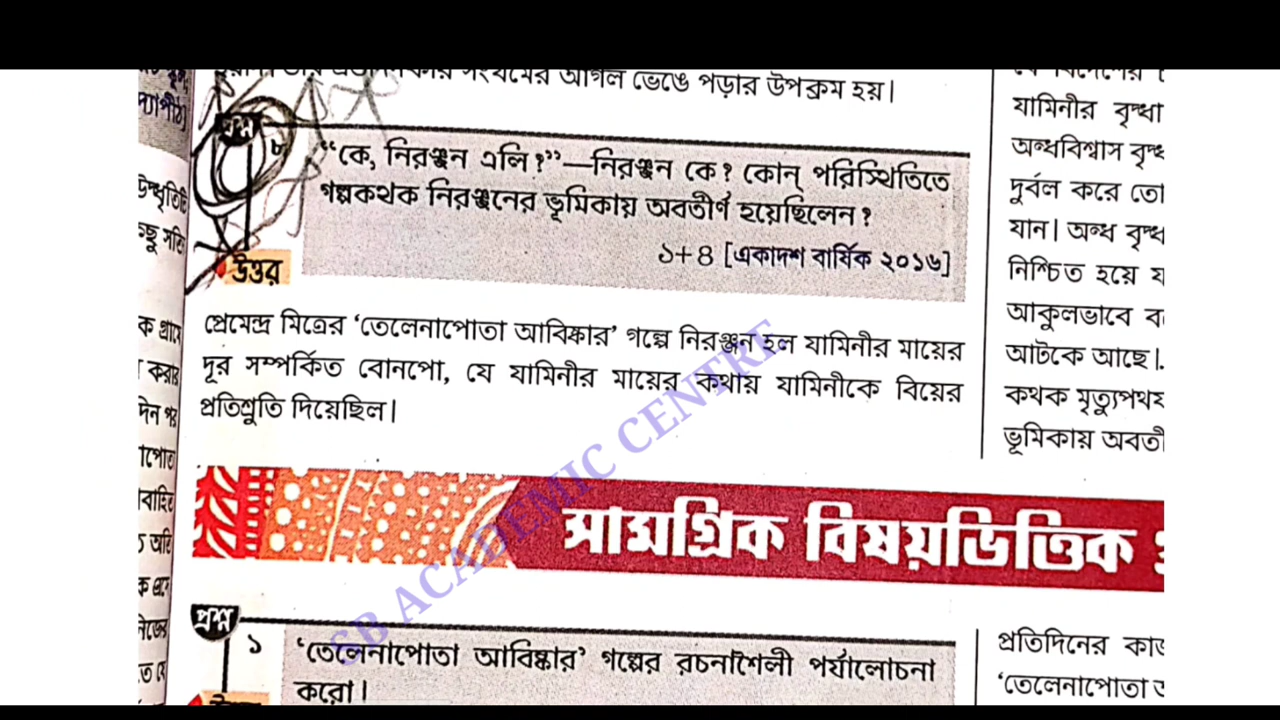 ভেঙে পড়ার উপক্রম হয়।
প্রশ্ন
৮
“কে, নিরঞ্জন এলি?”—নিরঞ্জন কে? কোন্ পরিস্থিতিতে
গল্পকথক নিরঞ্জনের ভূমিকায় অবতীর্ণ হয়েছিলেন?
১+৪ [একাদশ বার্ষিক ২০১৬]
উত্তর
প্রেমেন্দ্র মিত্রের ‘তেলেনাপোতা আবিষ্কার’ গল্পে নিরঞ্জন হল যামিনীর মায়ের
দূর সম্পর্কিত বোনপো, যে যামিনীর মায়ের কথায় যামিনীকে বিয়ের
প্রতিশ্রুতি দিয়েছিল।
যামিনীর বৃদ্ধা
অন্ধবিশ্বাস
দুর্বল করে
যান। অন্ধ
নিশ্চিত হয়ে
আকুলভাবে
আটকে আছে।
কথক
ভূমিকায়
GB ACADEMIC CENTRE
সামগ্রিক বিষয়ভিত্তিক
প্রশ্ন
১
‘তেলেনাপোতা আবিষ্কার’ গল্পের রচনাশৈলী পর্যালোচনা
করো।
প্রতিদিনের
‘তেলেনাপোতা